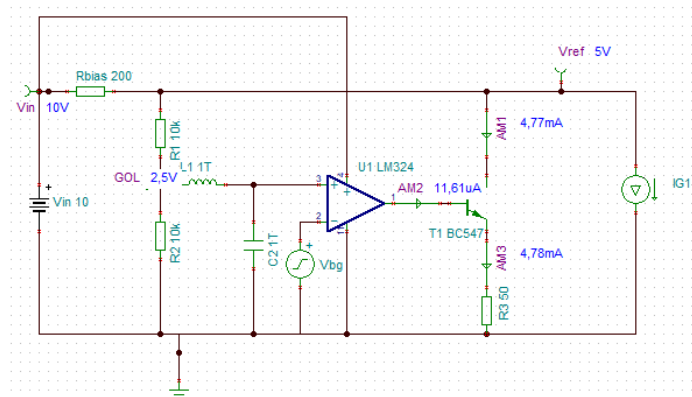 Vref 5V
Rbias 200
Vin 10V
R1 10k
AM1
4,77mA
L1 1T
U1 LM324
GOL 2,5V
3
4
AM2 11,61uA
1
IG1
Vin 10
2
T1 BC547
R2 10k
C2 1T
Vbg
AM3
4,78mA
R3 50